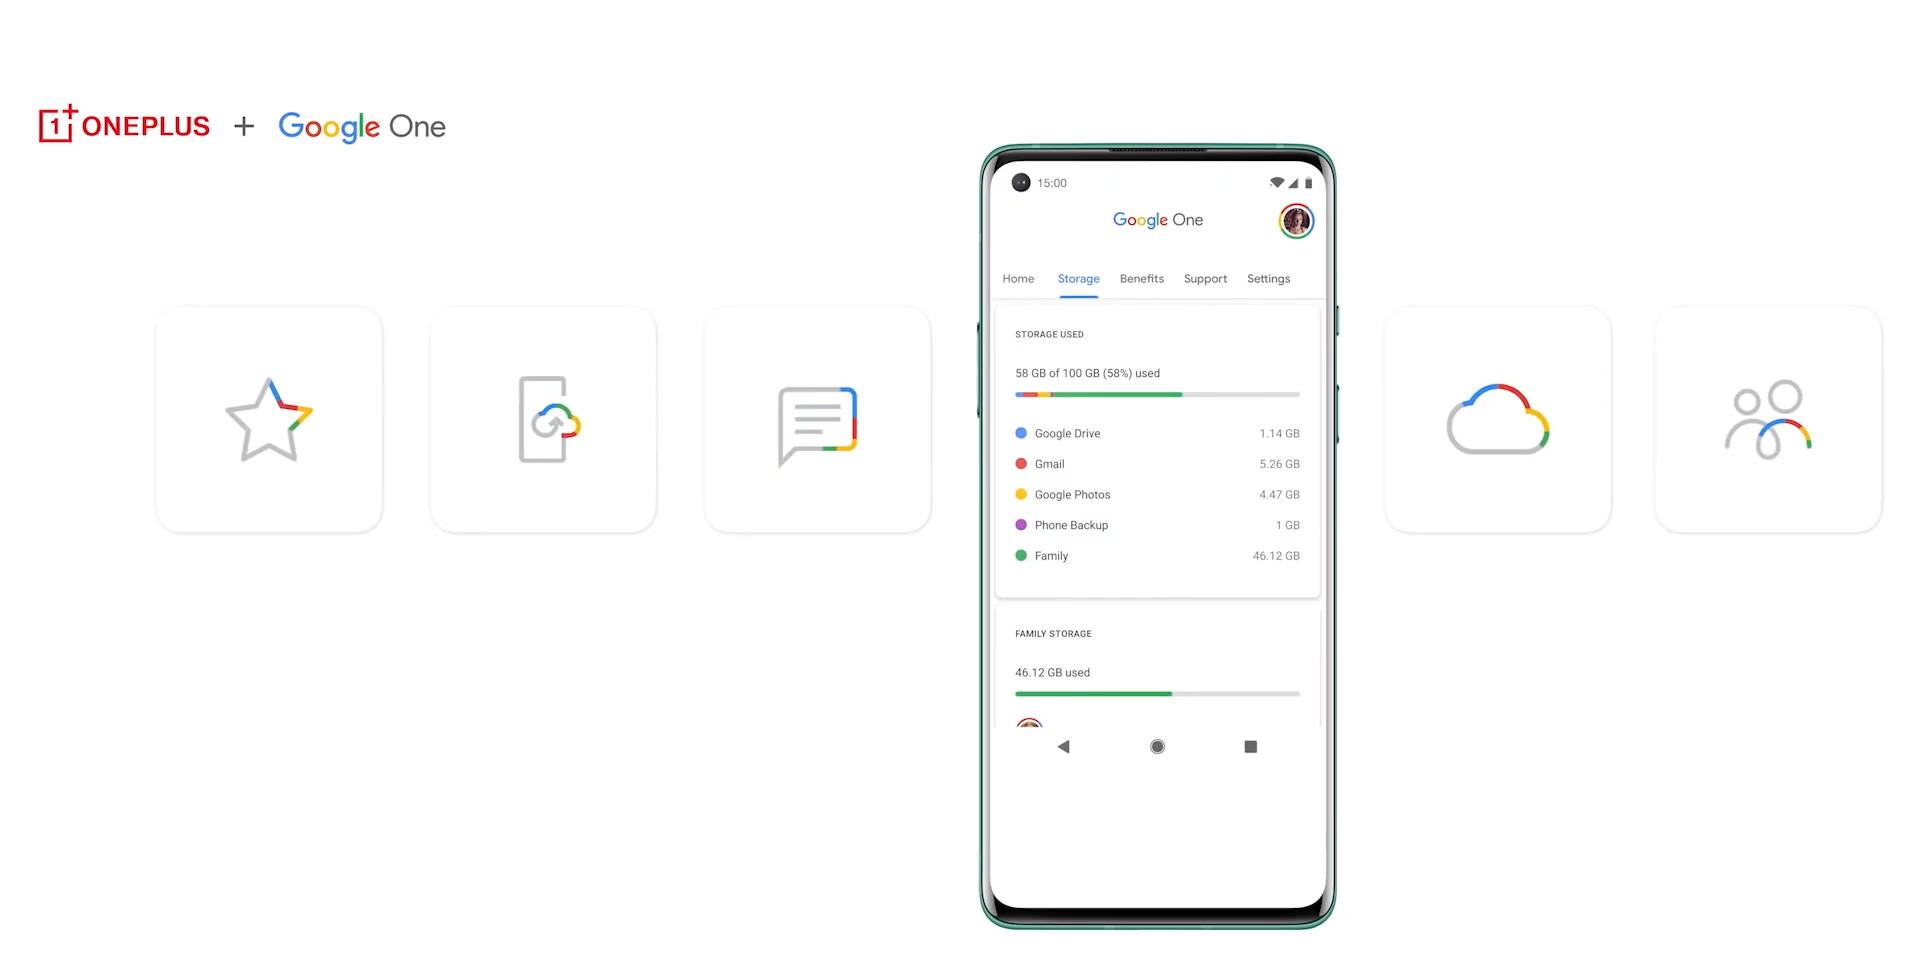 1+ ONEPLUS + Google One
15:00
Google One
Home Storage Benefits Support Settings
STORAGE USED
58 GB of 100 GB (58%) used
Google Drive 1.14 GB
Gmail 5.26 GB
Google Photos 4.47 GB
Phone Backup 1 GB
Family 46.12 GB
FAMILY STORAGE
46.12 GB used